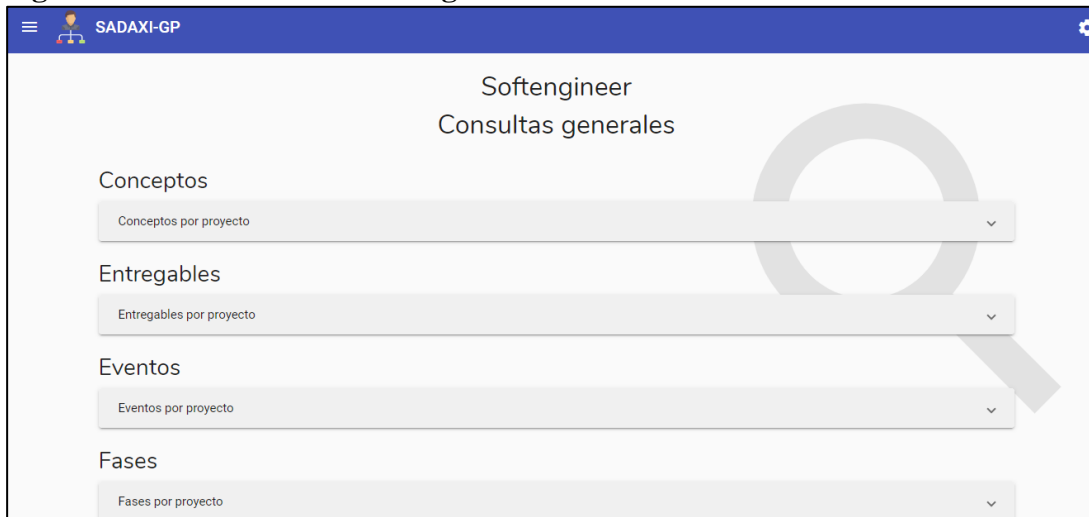 SADAXI-GP
Softengineer
Consultas generales
Conceptos
Conceptos por proyecto
Entregables
Entregables por proyecto
Eventos
Eventos por proyecto
Fases
Fases por proyecto